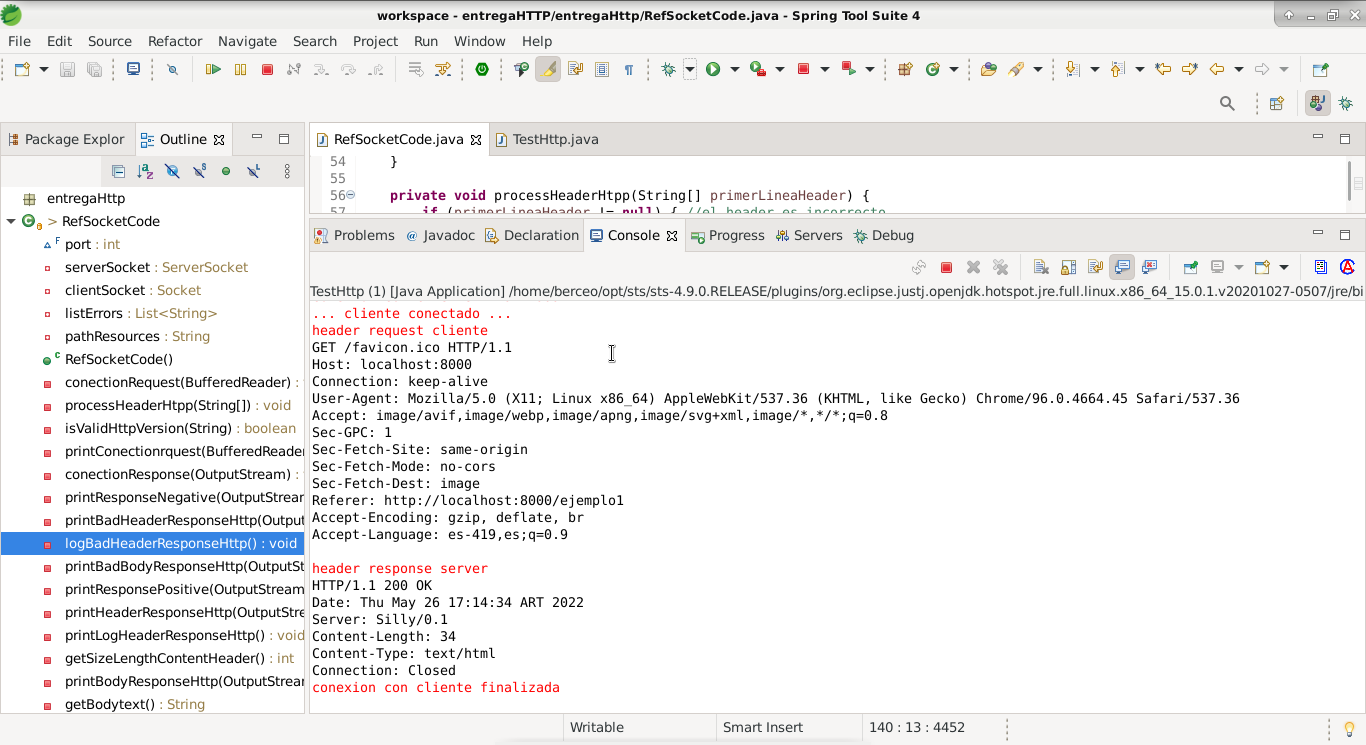 workspace - entregaHTTP/entregaHttp/RefSocketCode.java - Spring Tool Suite 4
File Edit Source Refactor Navigate Search Project Run Window Help
Package Explor Outline
entregaHttp
> RefSocketCode
port : int
serverSocket : ServerSocket
clientSocket : Socket
listErrors : List<String>
pathResources : String
RefSocketCode()
conectionRequest(BufferedReader) :
processHeaderHtpp(String[]) : void
isValidHttpVersion(String) : boolean
printConectionrquest(BufferedReader
conectionResponse(OutputStream) :
printResponseNegative(OutputStrear
printBadHeaderResponseHttp(Output
logBadHeaderResponseHttp() : void
printBadBodyResponseHttp(OutputSt
printResponsePositive(OutputStream
printHeaderResponseHttp(OutputStre
printLogHeaderResponseHttp() : void
getSizeLengthContentHeader() : int
printBodyResponseHttp(OutputStrear
getBodytext() : String
RefSocketCode.java TestHttp.java
54 }
55
56 private void processHeaderHtpp(String[] primerLineaHeader) {
57 if (primerLineaHeader != null) { //el header es incorrecto
Problems @ Javadoc Declaration Console Progress Servers Debug
TestHttp (1) [Java Application] /home/berceo/opt/sts/sts-4.9.0.RELEASE/plugins/org.eclipse.justj.openjdk.hotspot.jre.full.linux.x86_64_15.0.1.v20201027-0507/jre/bi
... cliente conectado ...
header request cliente
GET /favicon.ico HTTP/1.1
Host: localhost:8000
Connection: keep-alive
User-Agent: Mozilla/5.0 (X11; Linux x86_64) AppleWebKit/537.36 (KHTML, like Gecko) Chrome/96.0.4664.45 Safari/537.36
Accept: image/avif,image/webp,image/apng,image/svg+xml,image/*,*/*;q=0.8
Sec-GPC: 1
Sec-Fetch-Site: same-origin
Sec-Fetch-Mode: no-cors
Sec-Fetch-Dest: image
Referer: http://localhost:8000/ejemplo1
Accept-Encoding: gzip, deflate, br
Accept-Language: es-419,es;q=0.9
header response server
HTTP/1.1 200 OK
Date: Thu May 26 17:14:34 ART 2022
Server: Silly/0.1
Content-Length: 34
Content-Type: text/html
Connection: Closed
conexion con cliente finalizada
Writable Smart Insert 140 : 13 : 4452